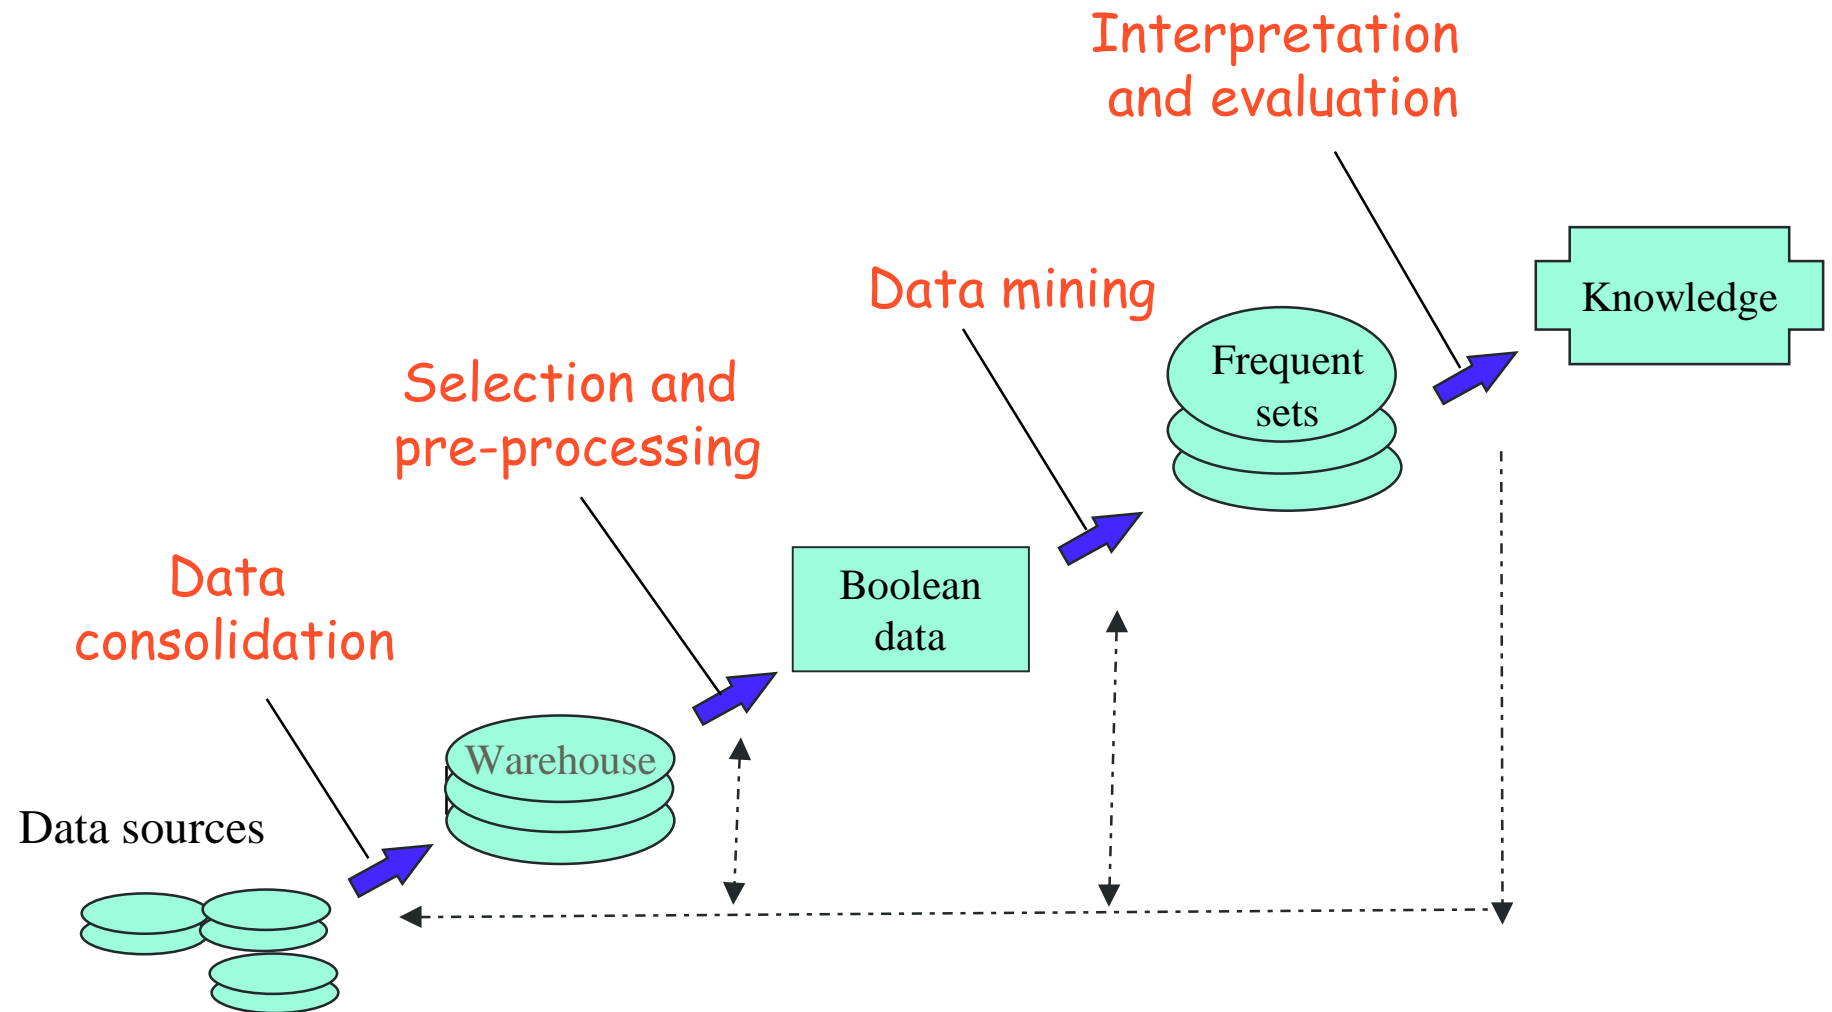 Interpretation
and evaluation
Data mining
Knowledge
Frequent
sets
Selection and
pre-processing
Boolean
data
Data
consolidation
Warehouse
Data sources